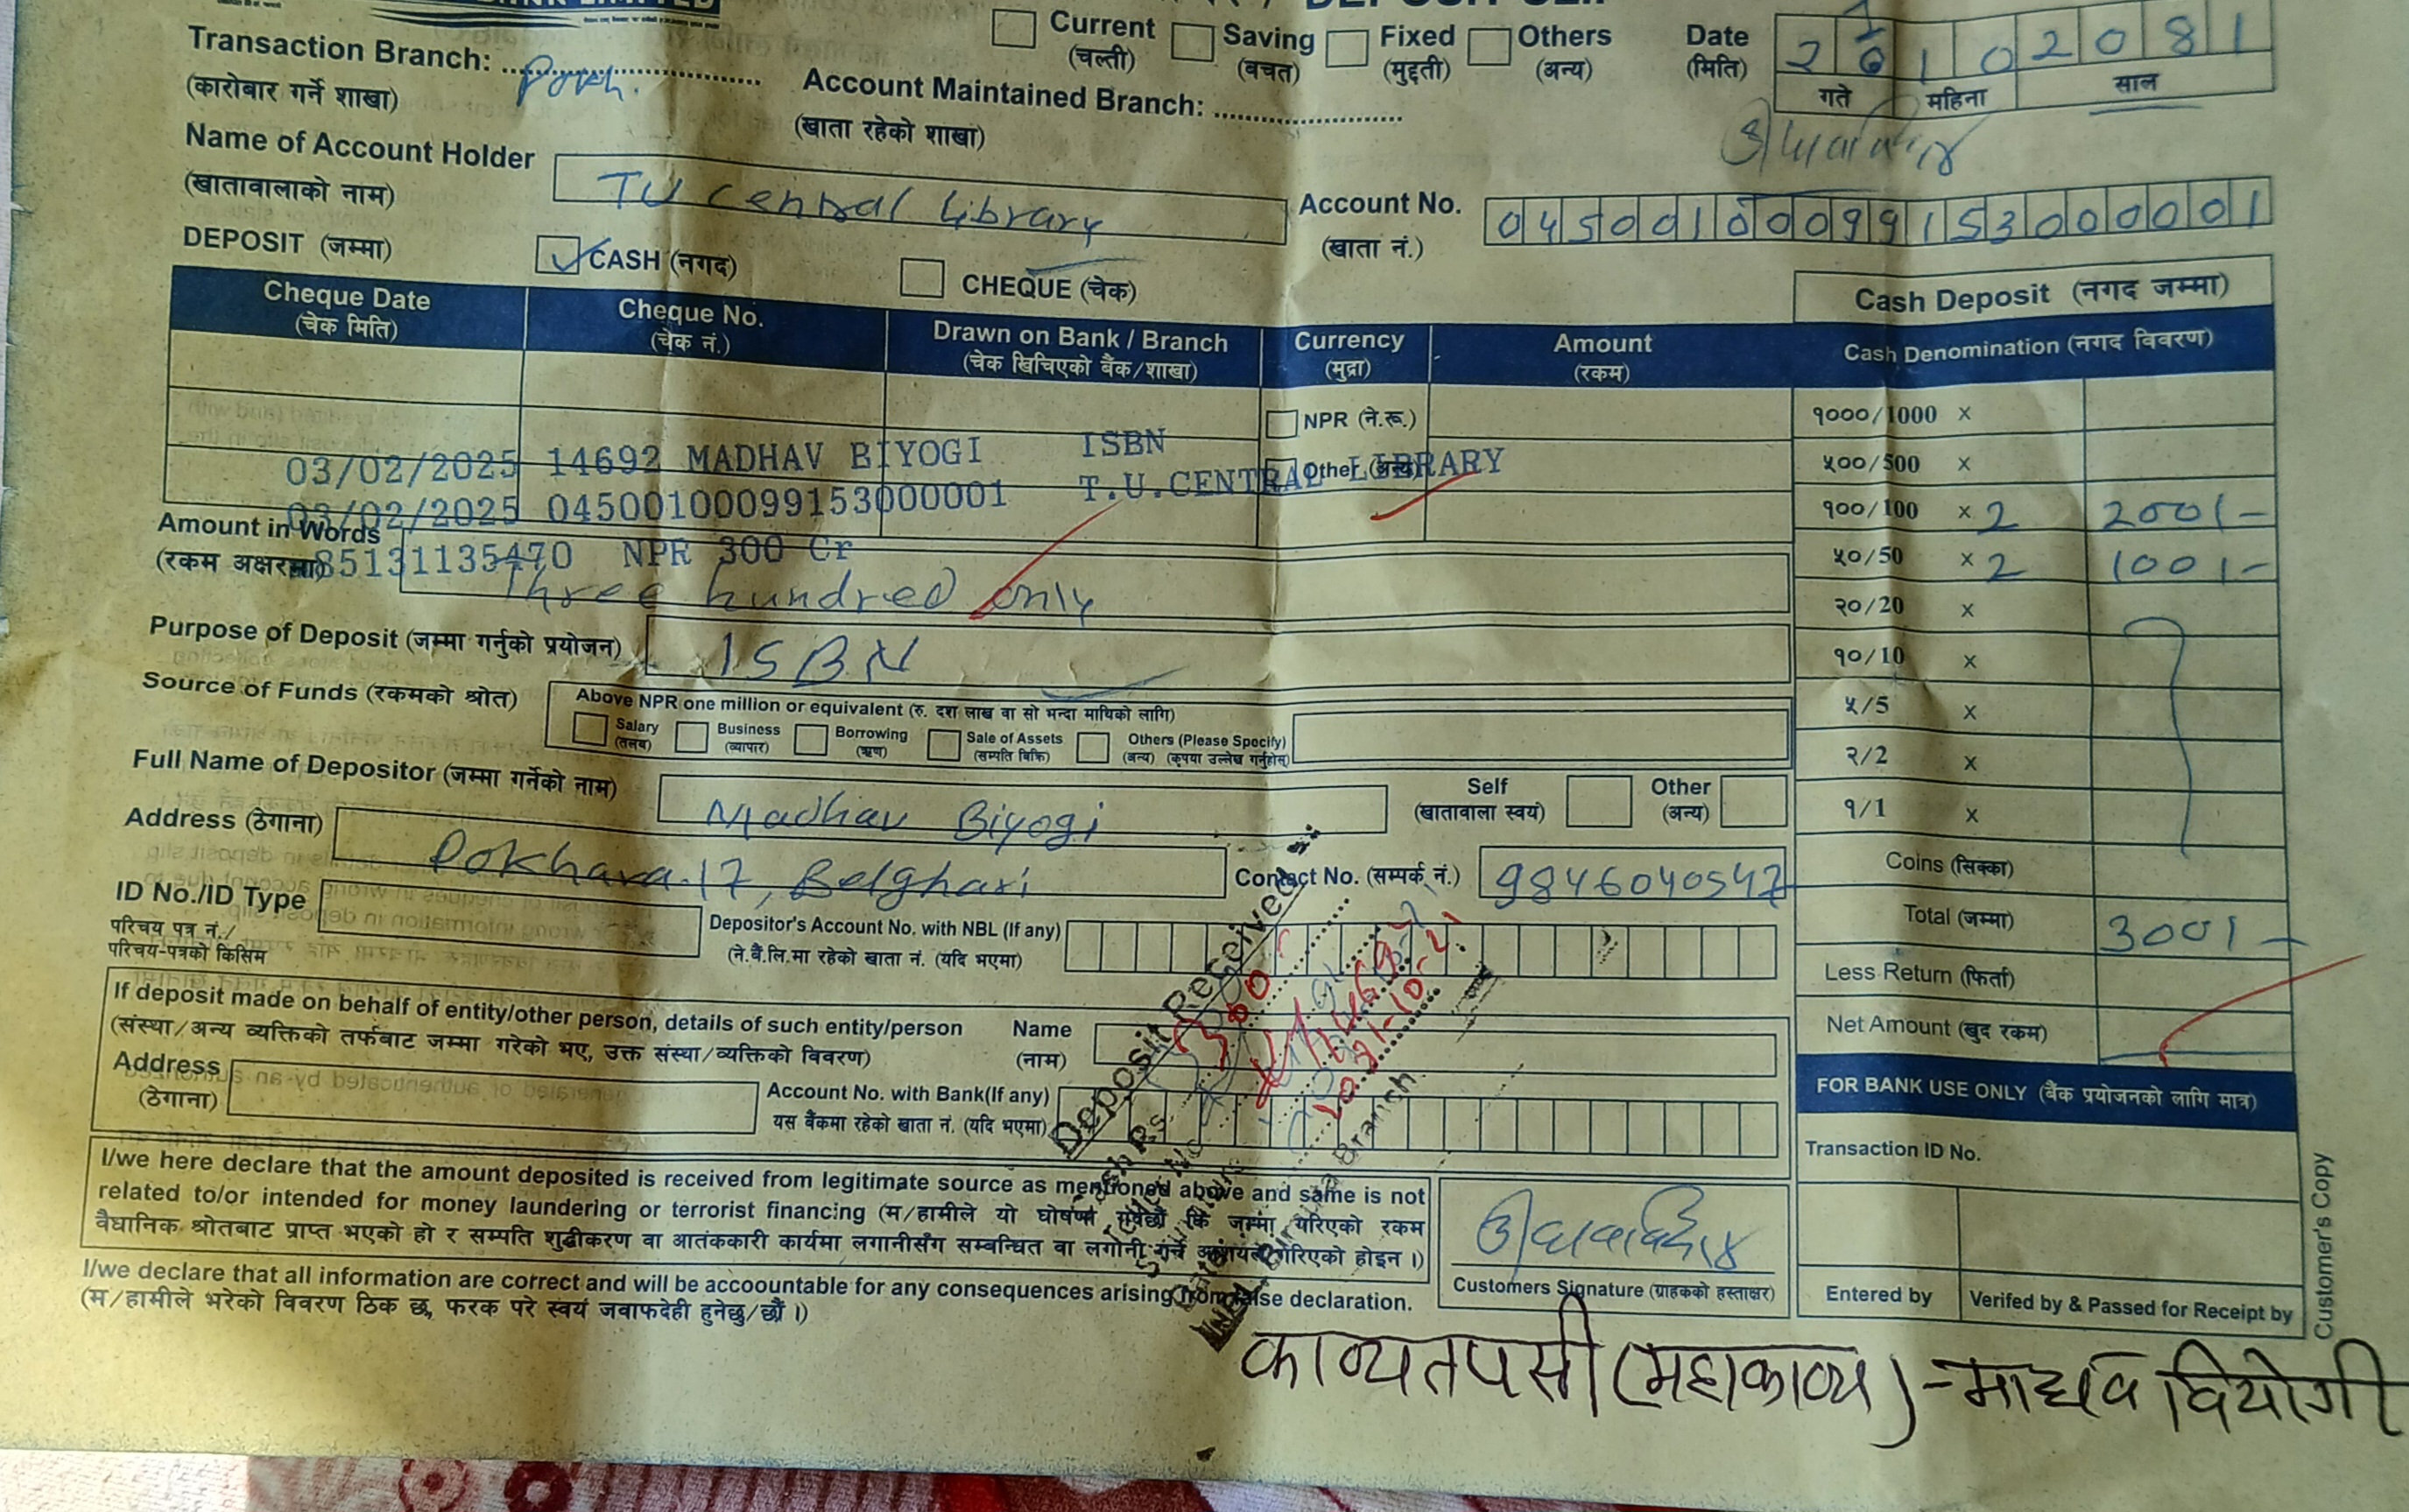 DEPOSIT SLIP
BANK LIMITED
Current (चल्ती) Saving (बचत) Fixed (मुद्दती) Others (अन्य)
Date (मिति) 1 0 2 0 8 1
गते महिना साल
Transaction Branch: Pokh.
(कारोबार गर्ने शाखा)
Account Maintained Branch:
(खाता रहेको शाखा)
Name of Account Holder TU Central Library
(खातावालाको नाम)
Account No. 04500100099153000001
(खाता नं.)
DEPOSIT (जम्मा) CASH (नगद) CHEQUE (चेक)
Cash Deposit (नगद जम्मा)
Cheque Date (चेक मिति) Cheque No. (चेक नं.) Drawn on Bank / Branch (चेक खिचिएको बैंक/शाखा) Currency (मुद्रा) Amount (रकम) Cash Denomination (नगद विवरण)
NPR (ने.रू.)
Other (अन्य)
03/02/2025 14692 MADHAV BIYOGI ISBN
03/02/2025 04500100099153000001 T.U.CENTRAL LIBRARY
85131135470 NPR 300 Cr
१०००/1000 x
५००/500 x
१००/100 x 2 200/-
५०/50 x 2 100/-
२०/20 x
१०/10 x
५/5 x
२/2 x
१/1 x
Coins (सिक्का)
Total (जम्मा) 300/-
Less Return (फिर्ता)
Net Amount (खुद रकम)
Amount in Words Three hundred only
(रकम अक्षरमा)
Purpose of Deposit (जम्मा गर्नुको प्रयोजन) ISBN
Source of Funds (रकमको श्रोत)
Above NPR one million or equivalent (रु. दश लाख वा सो भन्दा माथिको लागि)
Salary (तलब) Business (व्यापार) Borrowing (ऋण) Sale of Assets (सम्पति बिक्रि) Others (Please Specify) (अन्य) (कृपया उल्लेख गर्नुहोस्)
Full Name of Depositor (जम्मा गर्नेको नाम) Madhav Biyogi
Self (खातावाला स्वयं) Other (अन्य)
Address (ठेगाना) Pokhara-17, Belghari
Contact No. (सम्पर्क नं.) 9846040547
ID No./ID Type
परिचय पत्र नं./
परिचय-पत्रको किसिम
Depositor's Account No. with NBL (If any)
(ने.बैं.लि.मा रहेको खाता नं. (यदि भएमा)
If deposit made on behalf of entity/other person, details of such entity/person
(संस्था/अन्य व्यक्तिको तर्फबाट जम्मा गरेको भए, उक्त संस्था/व्यक्तिको विवरण)
Name (नाम)
Address (ठेगाना)
Account No. with Bank(If any)
यस बैंकमा रहेको खाता नं. (यदि भएमा)
Deposit Received
Branch
FOR BANK USE ONLY (बैंक प्रयोजनको लागि मात्र)
Transaction ID No.
Entered by Verifed by & Passed for Receipt by
Customer's Copy
I/we here declare that the amount deposited is received from legitimate source as mentioned above and same is not
related to/or intended for money laundering or terrorist financing (म/हामीले यो घोषणा गर्दछौं कि जम्मा गरिएको रकम
वैधानिक श्रोतबाट प्राप्त भएको हो र सम्पति शुद्धीकरण वा आतंककारी कार्यमा लगानीसँग सम्बन्धित वा लगानी गर्ने गरिएको होइन ।)
I/we declare that all information are correct and will be accoountable for any consequences arising from false declaration.
(म/हामीले भरेको विवरण ठिक छ, फरक परे स्वयं जवाफदेही हुनेछु/छौं ।)
Customers Signature (ग्राहकको हस्ताक्षर)
काव्यतपसी (महाकाव्य) - माधव वियोगी